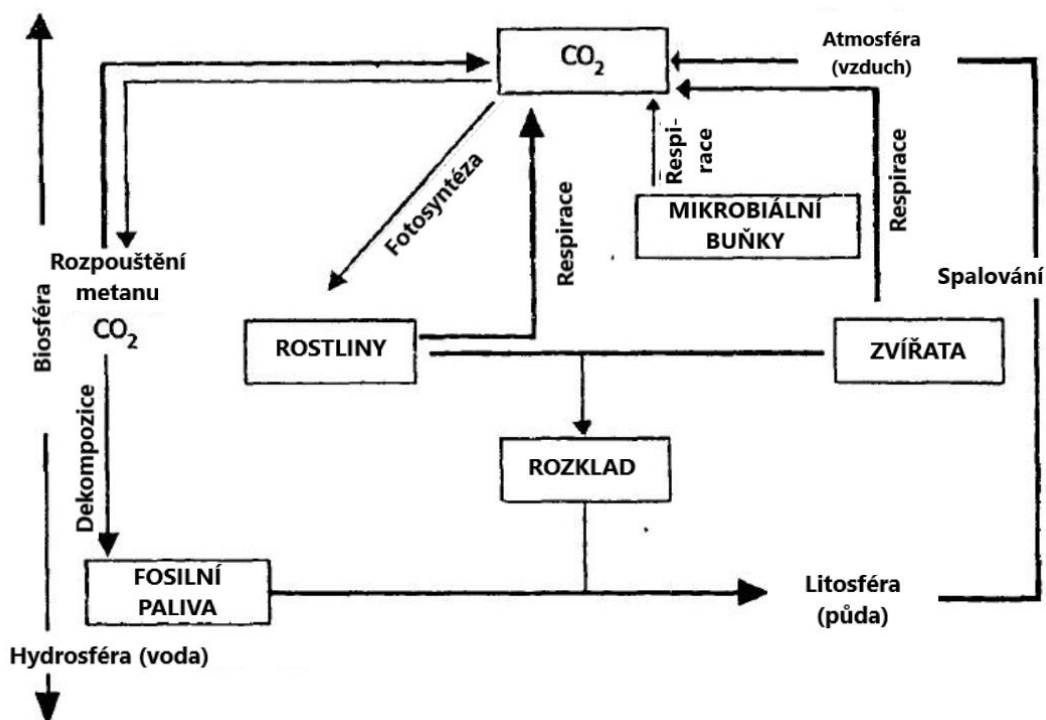 CO₂
Atmosféra
(vzduch)
Fotosyntéza
Respirace
Respi-
race
Respirace
MIKROBIÁLNÍ
BUŇKY
Biosféra
Rozpouštění
metanu
CO₂
Spalování
ROSTLINY
ZVÍŘATA
Dekompozice
ROZKLAD
FOSILNÍ
PALIVA
Litosféra
(půda)
Hydrosféra (voda)